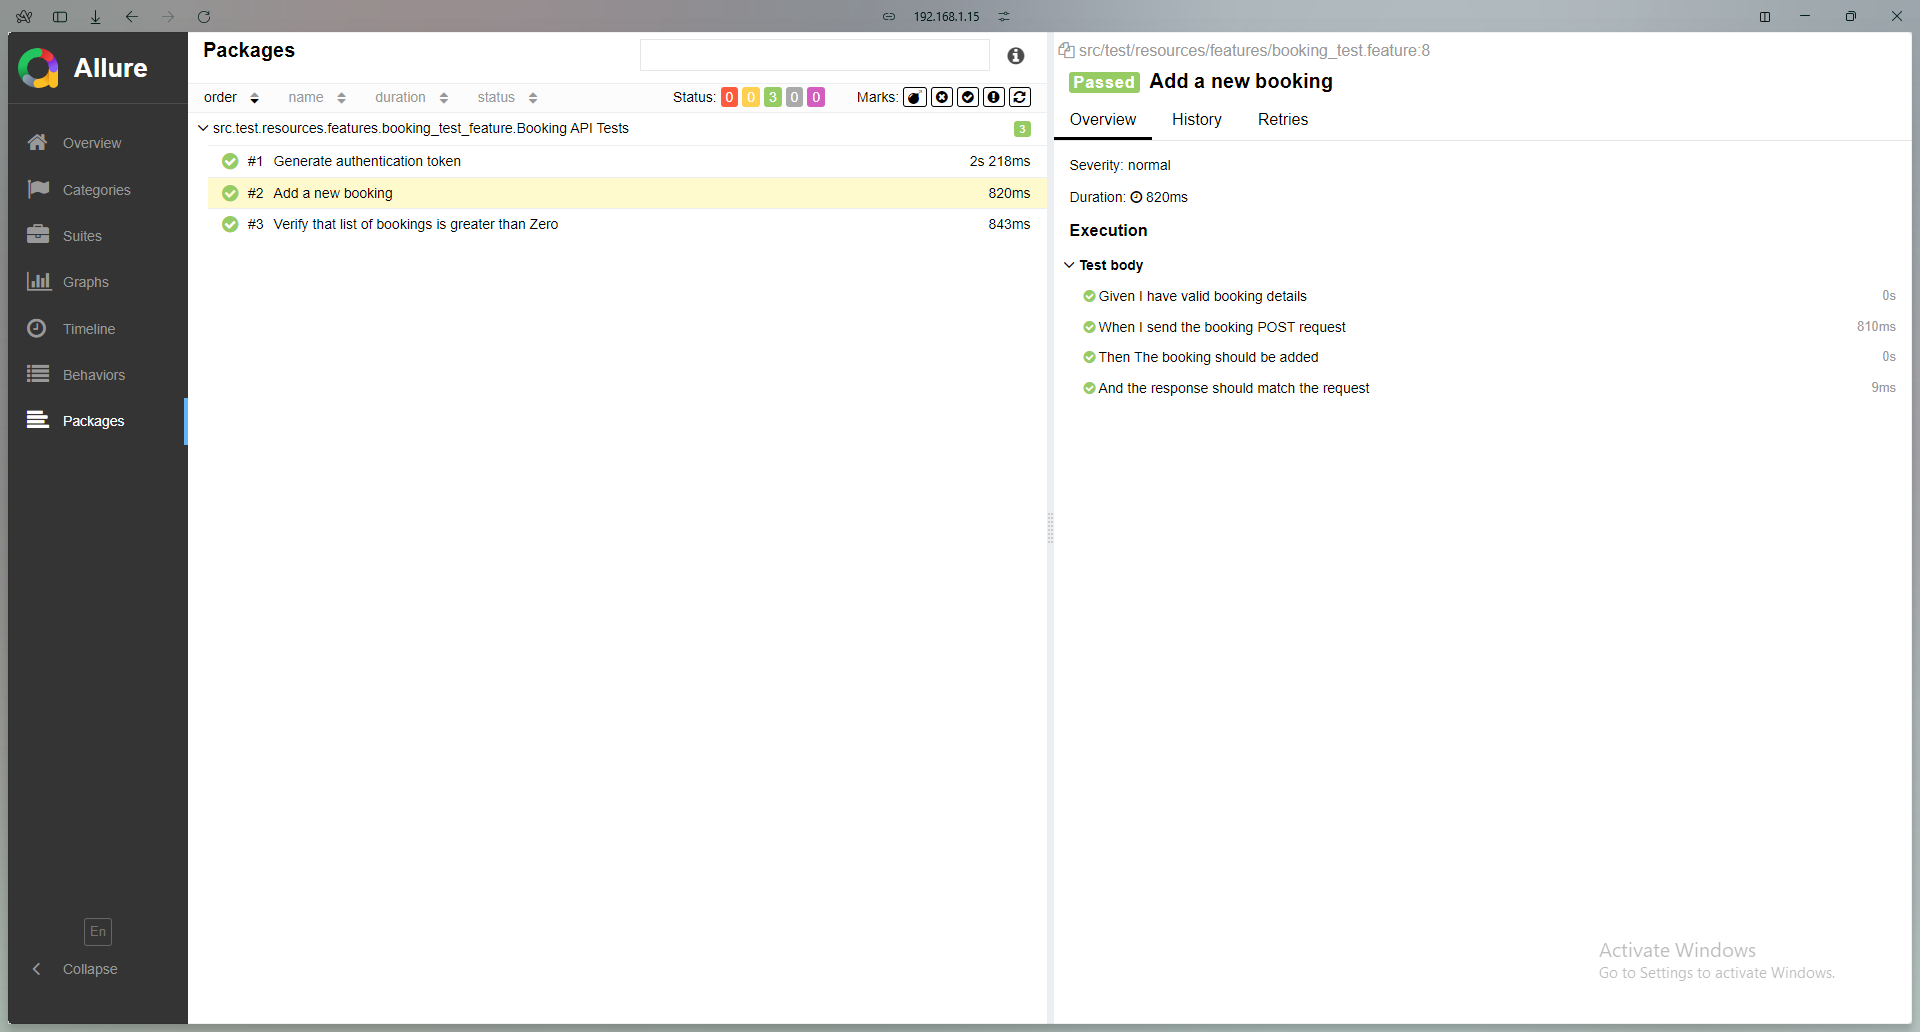 192.168.1.15
Allure
Overview
Categories
Suites
Graphs
Timeline
Behaviors
Packages
En
Collapse
Packages
order name duration status Status: 0 0 3 0 0 Marks:
src.test.resources.features.booking_test_feature.Booking API Tests 3
#1 Generate authentication token 2s 218ms
#2 Add a new booking 820ms
#3 Verify that list of bookings is greater than Zero 843ms
src/test/resources/features/booking_test.feature:8
Passed Add a new booking
Overview History Retries
Severity: normal
Duration: 820ms
Execution
Test body
Given I have valid booking details 0s
When I send the booking POST request 810ms
Then The booking should be added 0s
And the response should match the request 9ms
Activate Windows
Go to Settings to activate Windows.